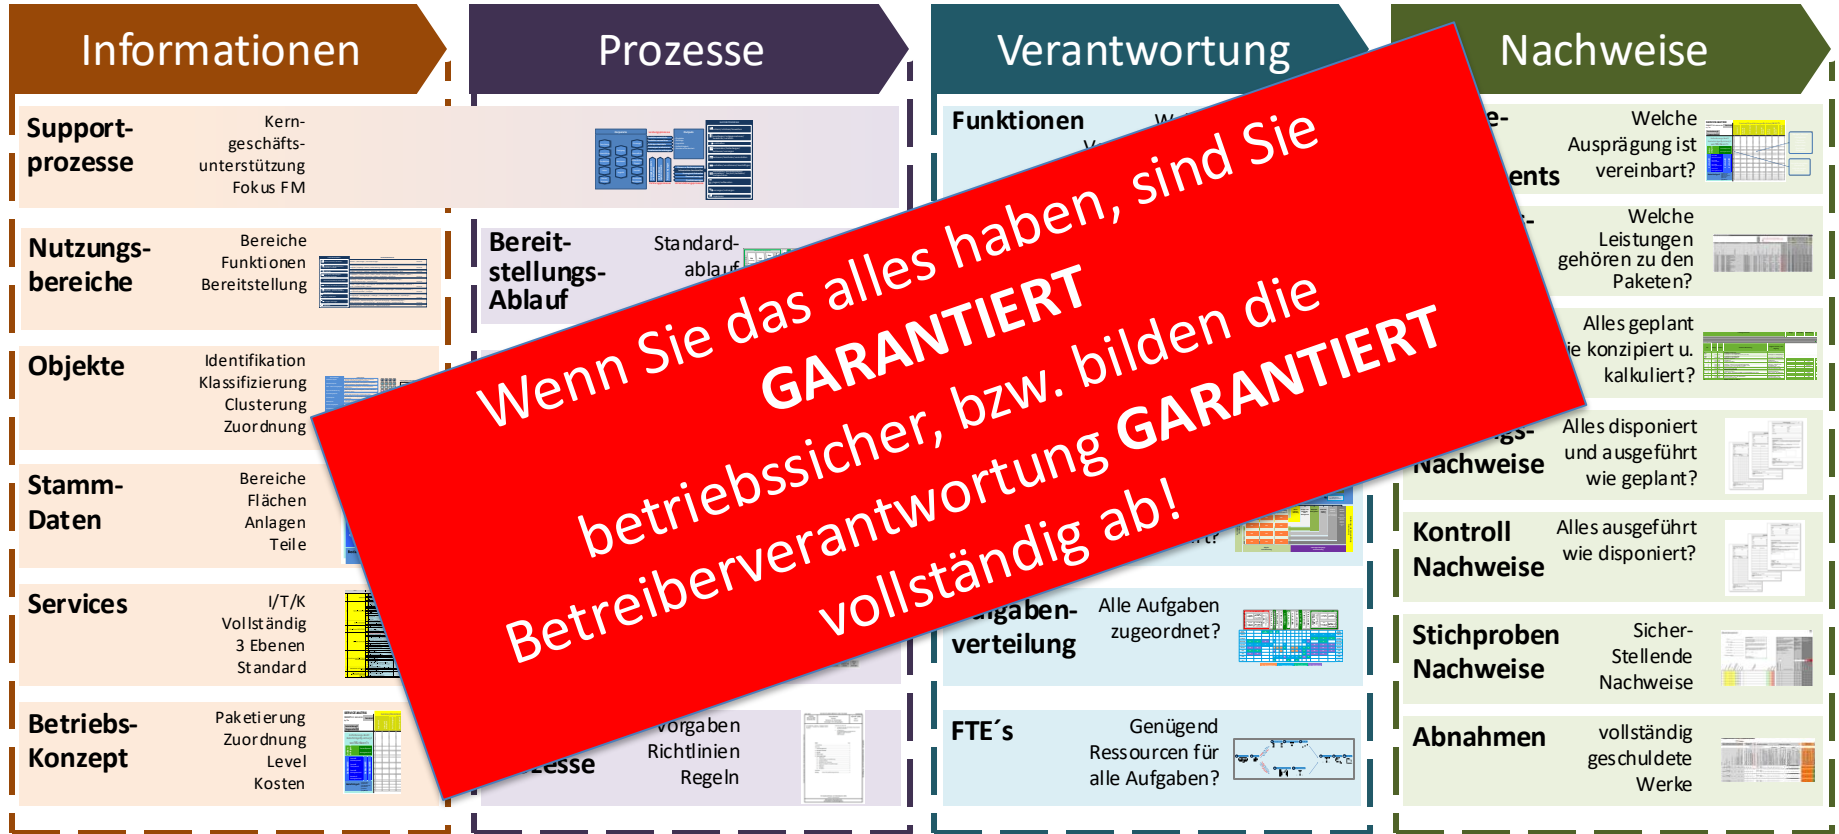 Informationen
Support-
prozesse
Kern-
geschäfts-
unterstützung
Fokus FM
Nutzungs-
bereiche
Bereiche
Funktionen
Bereitstellung
Objekte
Identifikation
Klassifizierung
Clusterung
Zuordnung
Stamm-
Daten
Bereiche
Flächen
Anlagen
Teile
Services
I/T/K
Vollständig
3 Ebenen
Standard
Betriebs-
Konzept
Paketierung
Zuordnung
Level
Kosten
Prozesse
Bereit-
stellungs-
Ablauf
Standard-
ablauf
Vorgaben
Richtlinien
Regeln
Verantwortung
Funktionen
verteilung
Alle Aufgaben
zugeordnet?
FTE´s
Genügend
Ressourcen für
alle Aufgaben?
Nachweise
Welche
Ausprägung ist
vereinbart?
Welche
Leistungen
gehören zu den
Paketen?
Alles geplant
konzipiert u.
kalkuliert?
Nachweise
Alles disponiert
und ausgeführt
wie geplant?
Kontroll
Nachweise
Alles ausgeführt
wie disponiert?
Stichproben
Nachweise
Sicher-
Stellende
Nachweise
Abnahmen
vollständig
geschuldete
Werke
Wenn Sie das alles haben, sind Sie
GARANTIERT
betriebssicher, bzw. bilden die
Betreiberverantwortung GARANTIERT
vollständig ab!